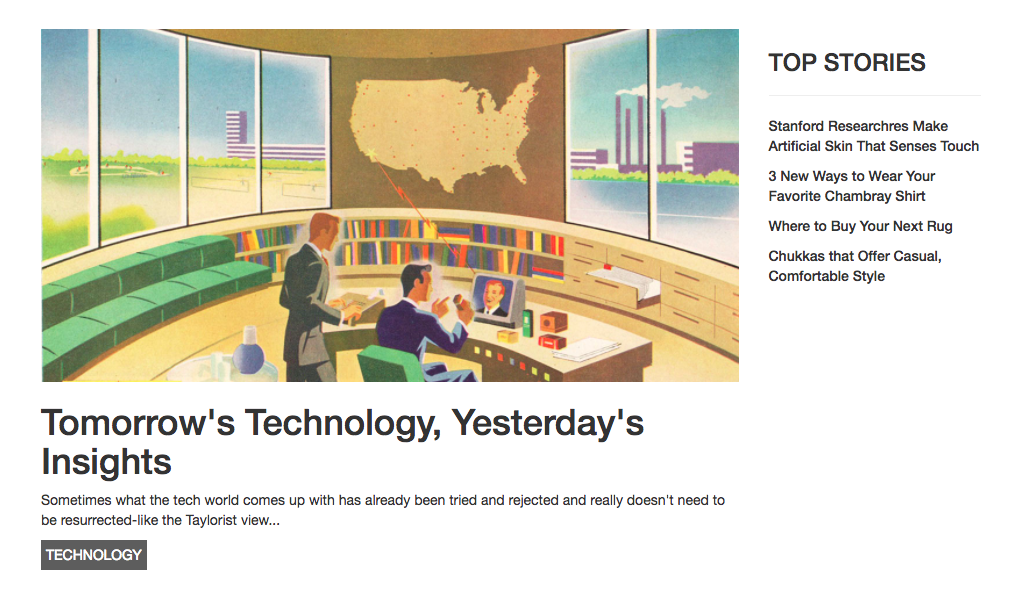 TOP STORIES
Stanford Researchres Make
Artificial Skin That Senses Touch
3 New Ways to Wear Your
Favorite Chambray Shirt
Where to Buy Your Next Rug
Chukkas that Offer Casual,
Comfortable Style
Tomorrow's Technology, Yesterday's
Insights
Sometimes what the tech world comes up with has already been tried and rejected and really doesn't need to
be resurrected-like the Taylorist view...
TECHNOLOGY